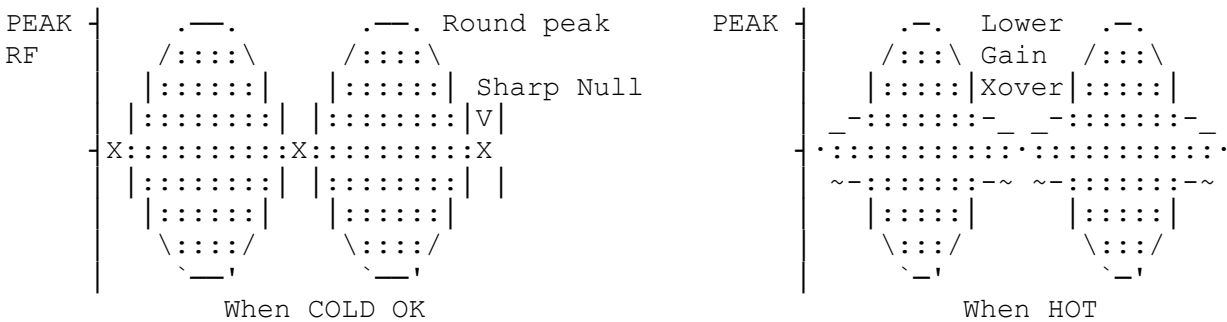 PEAK Round peak PEAK Lower
RF Gain
Sharp Null Xover
V
X X X
When COLD OK When HOT